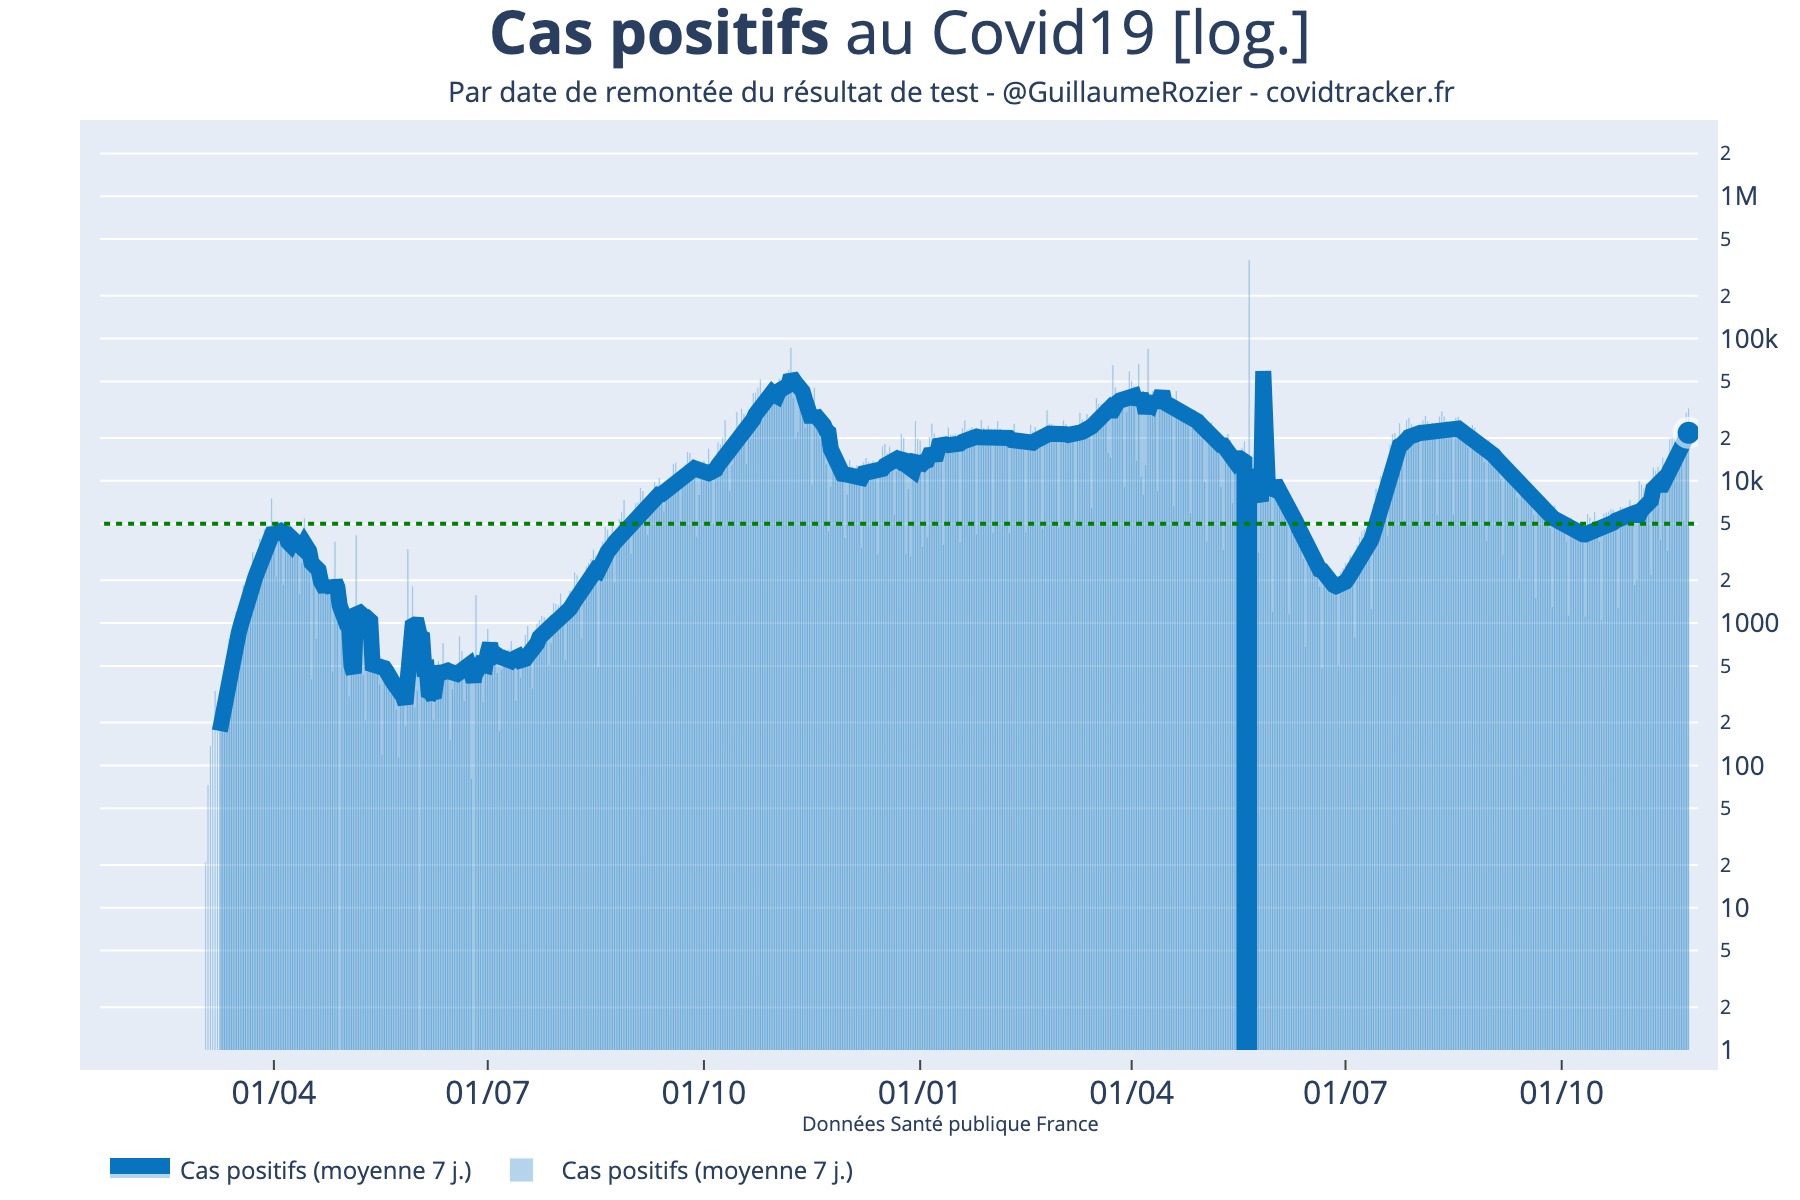 Cas positifs au Covid19 [log.]
Par date de remontée du résultat de test - @GuillaumeRozier - covidtracker.fr
2
1M
5
2
100k
5
2
10k
5
2
1000
5
2
100
5
2
10
5
2
1
01/04 01/07 01/10 01/01 01/04 01/07 01/10
Données Santé publique France
Cas positifs (moyenne 7 j.) Cas positifs (moyenne 7 j.)